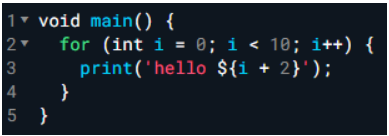 1 void main() {
2   for (int i = 0; i < 10; i++) {
3     print('hello ${i + 2}');
4   }
5 }